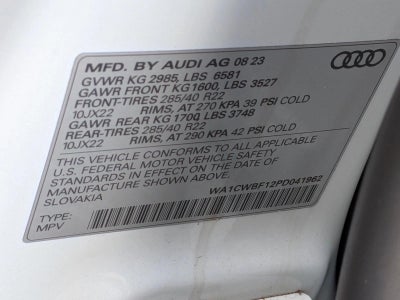 MFD. BY AUDI AG 08 23
GVWR KG 2985, LBS 6581
GAWR FRONT KG1600, LBS 3527
FRONT-TIRES 285/40 R22
10JX22 RIMS, AT 270 KPA 39 PSI COLD
GAWR REAR KG 1700 LBS 3748
REAR-TIRES 285/40 R22
10JX22 RIMS, AT 290 KPA 42 PSI COLD
THIS VEHICLE CONFORMS TO ALL APPLICABLE
U.S. FEDERAL MOTOR VEHICLE SAFETY
STANDARDS IN EFFECT ON THE DATE OF
MANUFACTURE SHOWN ABOVE.
SLOVAKIA
WA1CWBF12PD041962
TYPE:
MPV